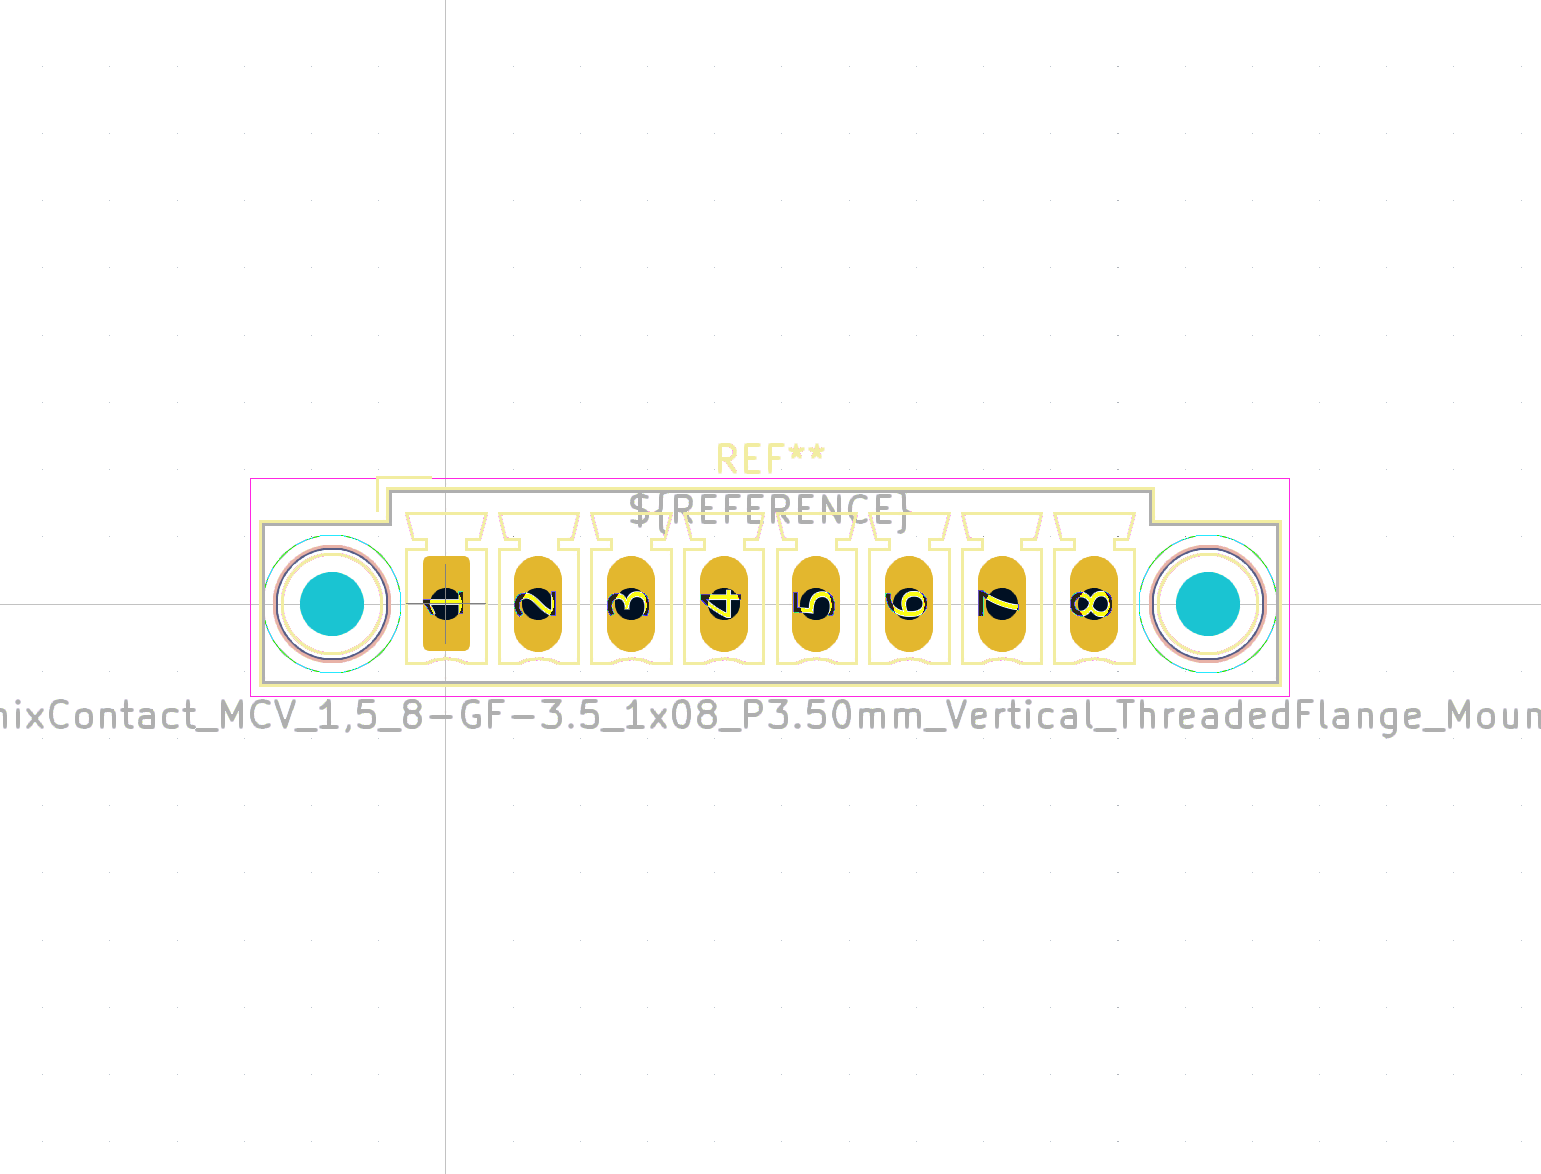 REF**
${REFERENCE}
1 2 3 4 5 6 7 8
nixContact_MCV_1,5_8-GF-3.5_1x08_P3.50mm_Vertical_ThreadedFlange_Moun